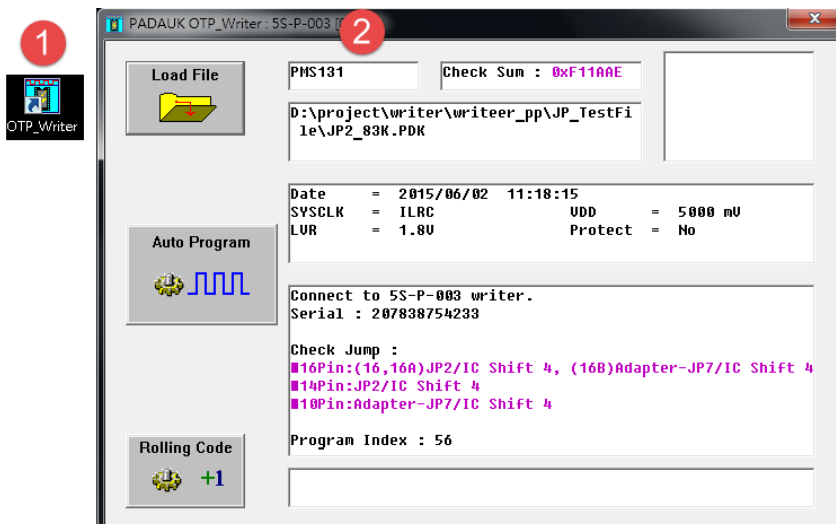 1
OTP_Writer
PADAUK OTP_Writer : 5S-P-003 [
2
Load File
PMS131
Check Sum : 0xF11AAE
D:\project\writer\writeer_pp\JP_TestFi
le\JP2_83K.PDK
Date = 2015/06/02 11:18:15
SYSCLK = ILRC VDD = 5000 mV
LVR = 1.8V Protect = No
Auto Program
Connect to 5S-P-003 writer.
Serial : 207838754233
Check Jump :
■16Pin:(16,16A)JP2/IC Shift 4, (16B)Adapter-JP7/IC Shift 4
■14Pin:JP2/IC Shift 4
■10Pin:Adapter-JP7/IC Shift 4
Program Index : 56
Rolling Code
+1